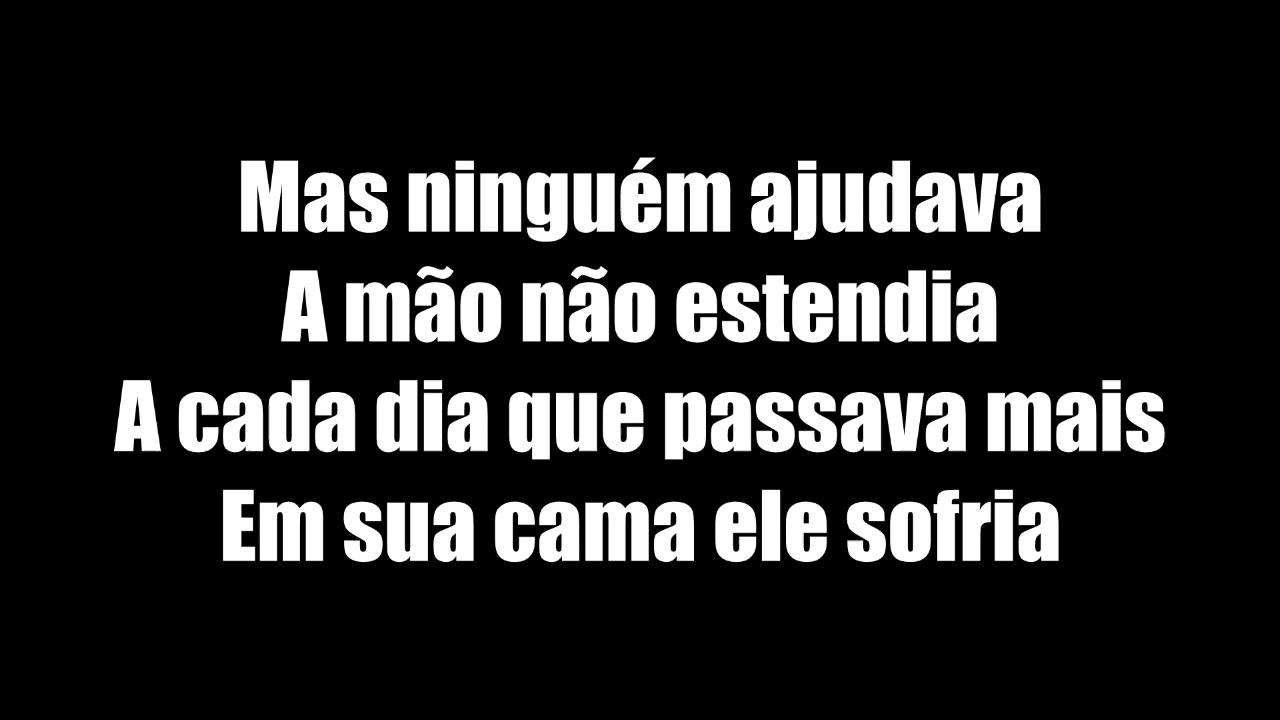 Mas ninguém ajudava
A mão não estendia
A cada dia que passava mais
Em sua cama ele sofria